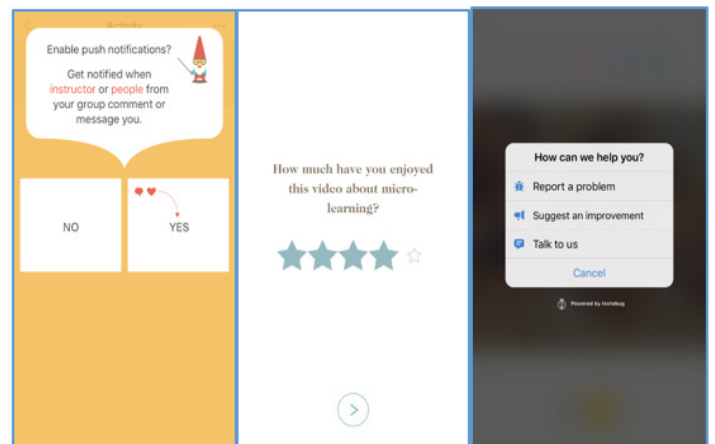 Activity
Enable push notifications?
Get notified when
instructor or people from
your group comment or
message you.
NO
YES
How much have you enjoyed
this video about micro-
learning?
How can we help you?
Report a problem
Suggest an improvement
Talk to us
Cancel
Powered by Instabug